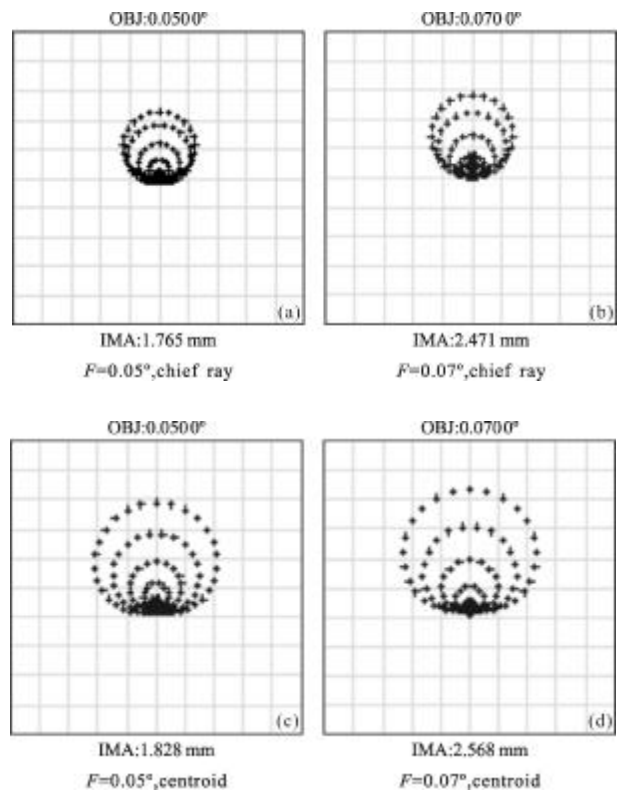 OBJ:0.0500°
OBJ:0.0700°
(a)
(b)
IMA:1.765 mm
IMA:2.471 mm
F=0.05°,chief ray
F=0.07°,chief ray
OBJ:0.0500°
OBJ:0.0700°
(c)
(d)
IMA:1.828 mm
IMA:2.568 mm
F=0.05°,centroid
F=0.07°,centroid